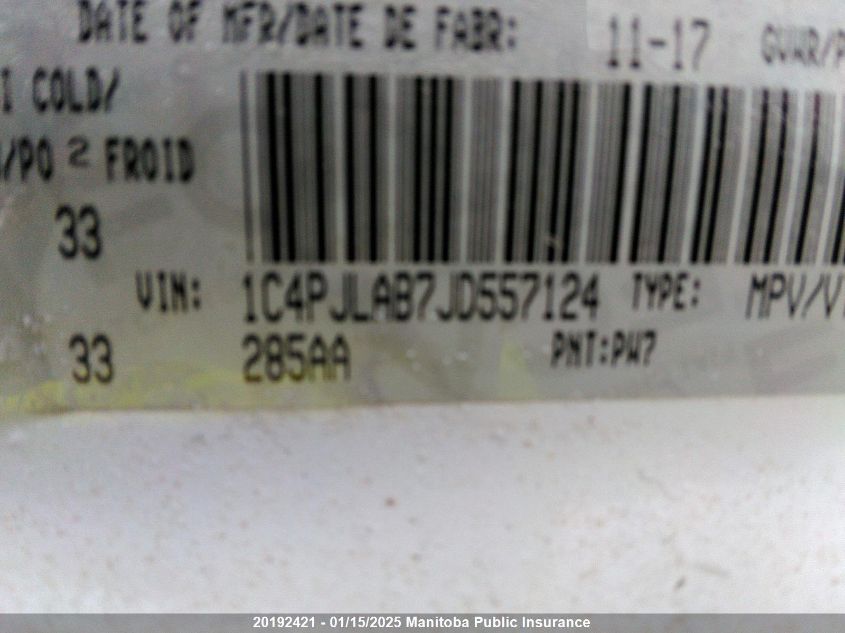 DATE OF MFR/DATE DE FABR: 11-17 GVWR/P
I COLD/
/PO 2 FROID
33
VIN: 1C4PJLAB7JD557124 TYPE: MPV/V
33 285AA PNT:PW7
20192421 - 01/15/2025 Manitoba Public Insurance